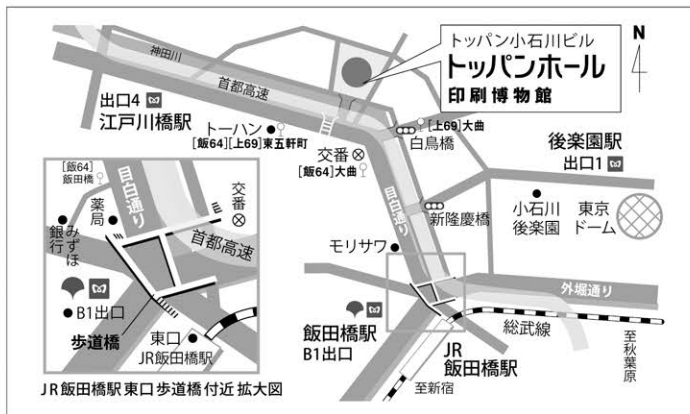 トッパン小石川ビル
トッパンホール
印刷博物館
N
神田川
首都高速
出口4
江戸川橋駅
トーハン
[飯64][上69]東五軒町
[上69]大曲
白鳥橋
交番
[飯64]大曲
後楽園駅
出口1
目白通り
新隆慶橋
小石川
後楽園
東京
ドーム
モリサワ
外堀通り
飯田橋駅
B1出口
JR
飯田橋駅
総武線
至秋葉原
至新宿
[飯64]
飯田橋
目白通り
交番
薬局
みずほ
銀行
首都高速
B1出口
歩道橋
東口
JR飯田橋駅
JR飯田橋駅東口歩道橋付近 拡大図